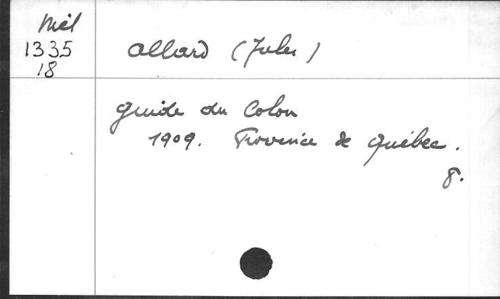 Mél
1335
18
Allard (Jules)
Guide du Colon
1909. Province de Québec.
8.